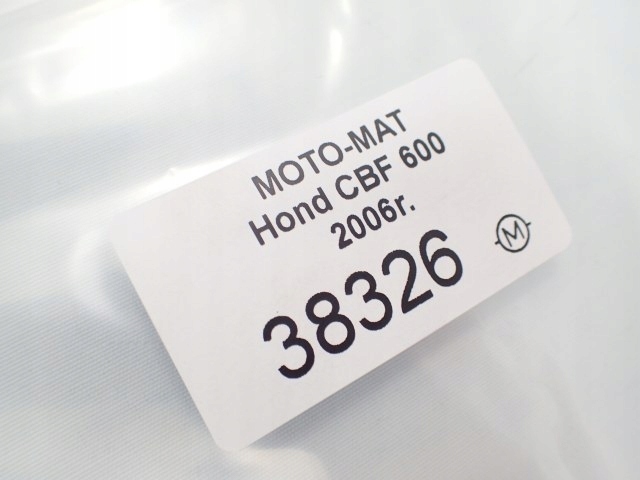 MOTO-MAT
Hond CBF 600
2006r.
38326
M